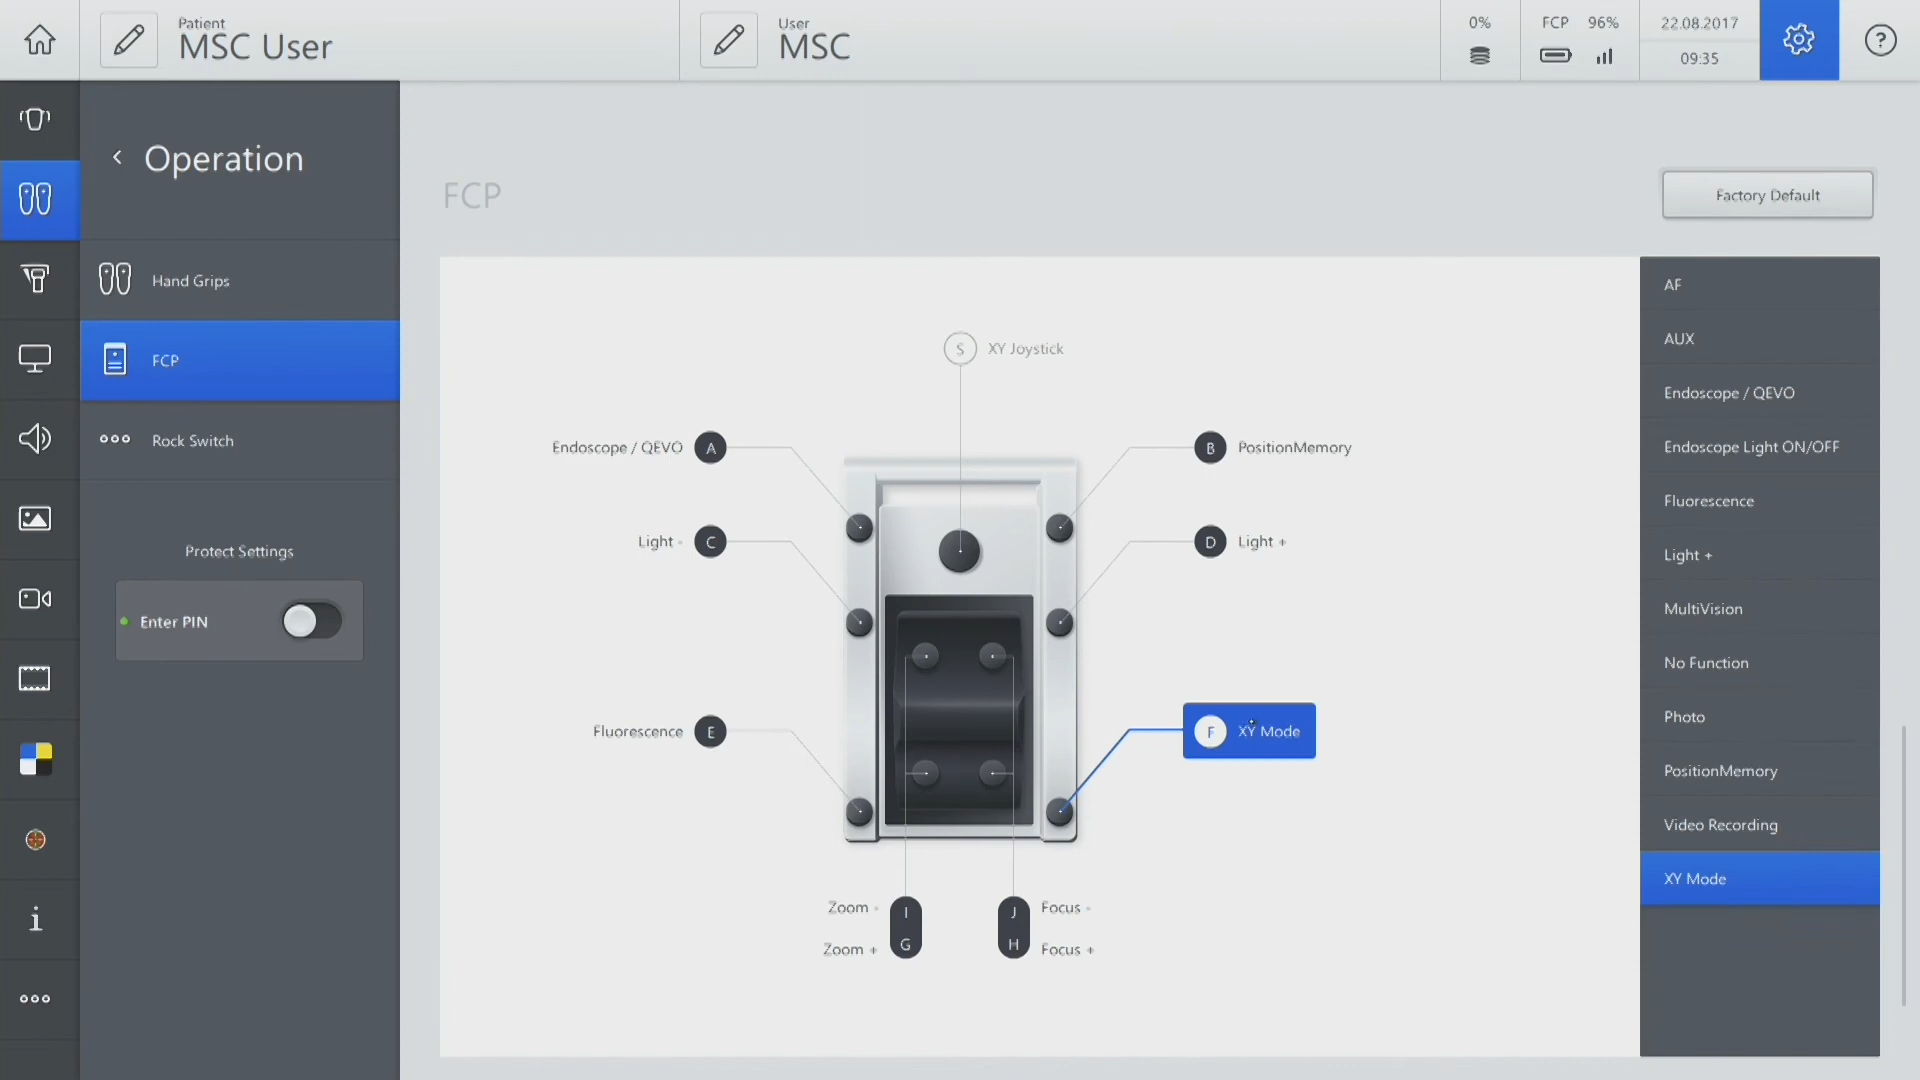 Patient
MSC User
User
MSC
0%
FCP 96%
22.08.2017
09:35
?
Operation
Hand Grips
FCP
Rock Switch
Protect Settings
Enter PIN
FCP
Factory Default
S XY Joystick
Endoscope / QEVO A
B PositionMemory
Light - C
D Light +
Fluorescence E
F XY Mode
Zoom - I
J Focus -
Zoom + G
H Focus +
AF
AUX
Endoscope / QEVO
Endoscope Light ON/OFF
Fluorescence
Light +
MultiVision
No Function
Photo
PositionMemory
Video Recording
XY Mode